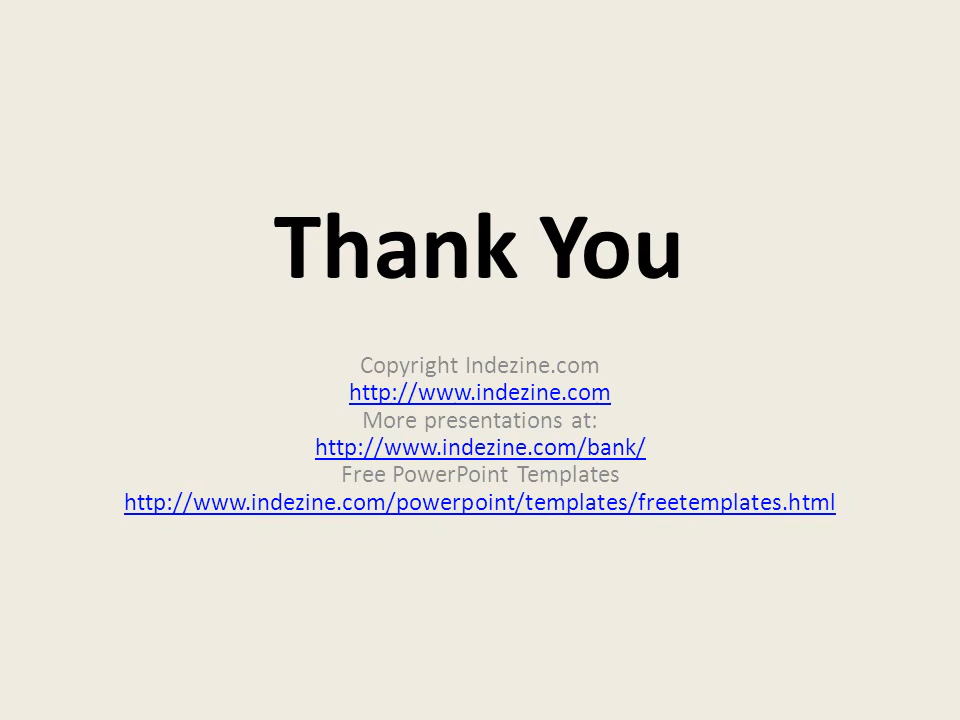 Thank You
Copyright Indezine.com
http://www.indezine.com
More presentations at:
http://www.indezine.com/bank/
Free PowerPoint Templates
http://www.indezine.com/powerpoint/templates/freetemplates.html